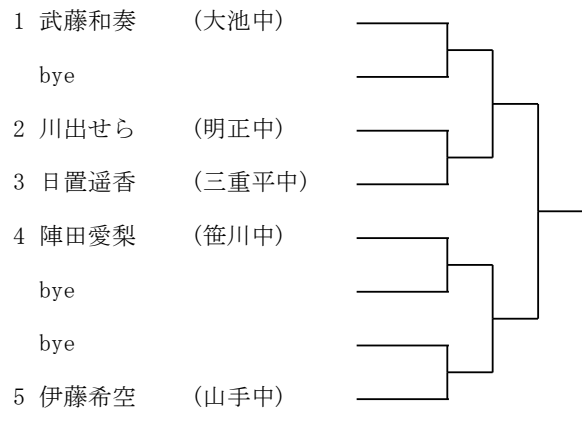 1 武藤和奏 (大池中)
bye
2 川出せら (明正中)
3 日置遥香 (三重平中)
4 陣田愛梨 (笹川中)
bye
bye
5 伊藤希空 (山手中)